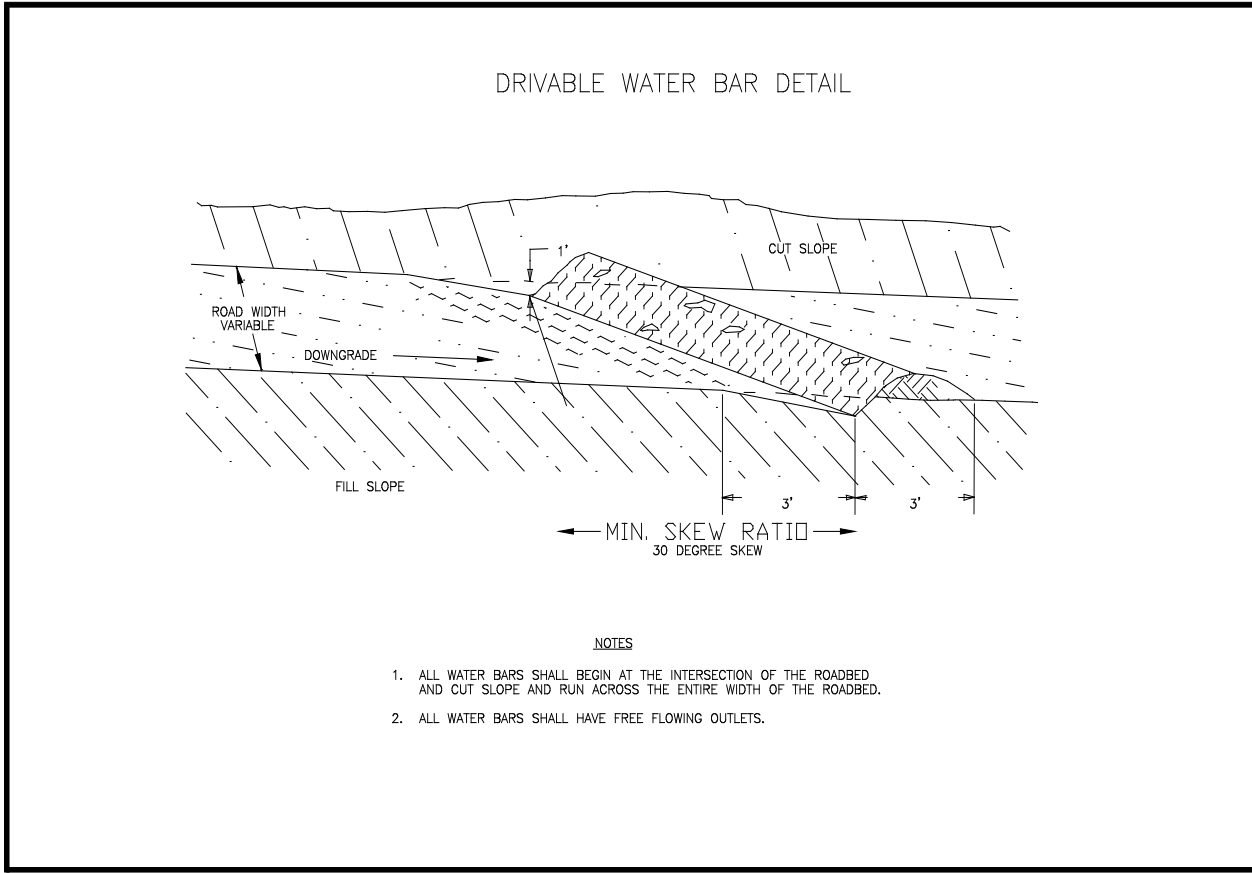 DRIVABLE WATER BAR DETAIL
1'
CUT SLOPE
ROAD WIDTH
VARIABLE
DOWNGRADE
FILL SLOPE
3'
3'
MIN. SKEW RATIO
30 DEGREE SKEW
NOTES
1. ALL WATER BARS SHALL BEGIN AT THE INTERSECTION OF THE ROADBED
AND CUT SLOPE AND RUN ACROSS THE ENTIRE WIDTH OF THE ROADBED.
2. ALL WATER BARS SHALL HAVE FREE FLOWING OUTLETS.